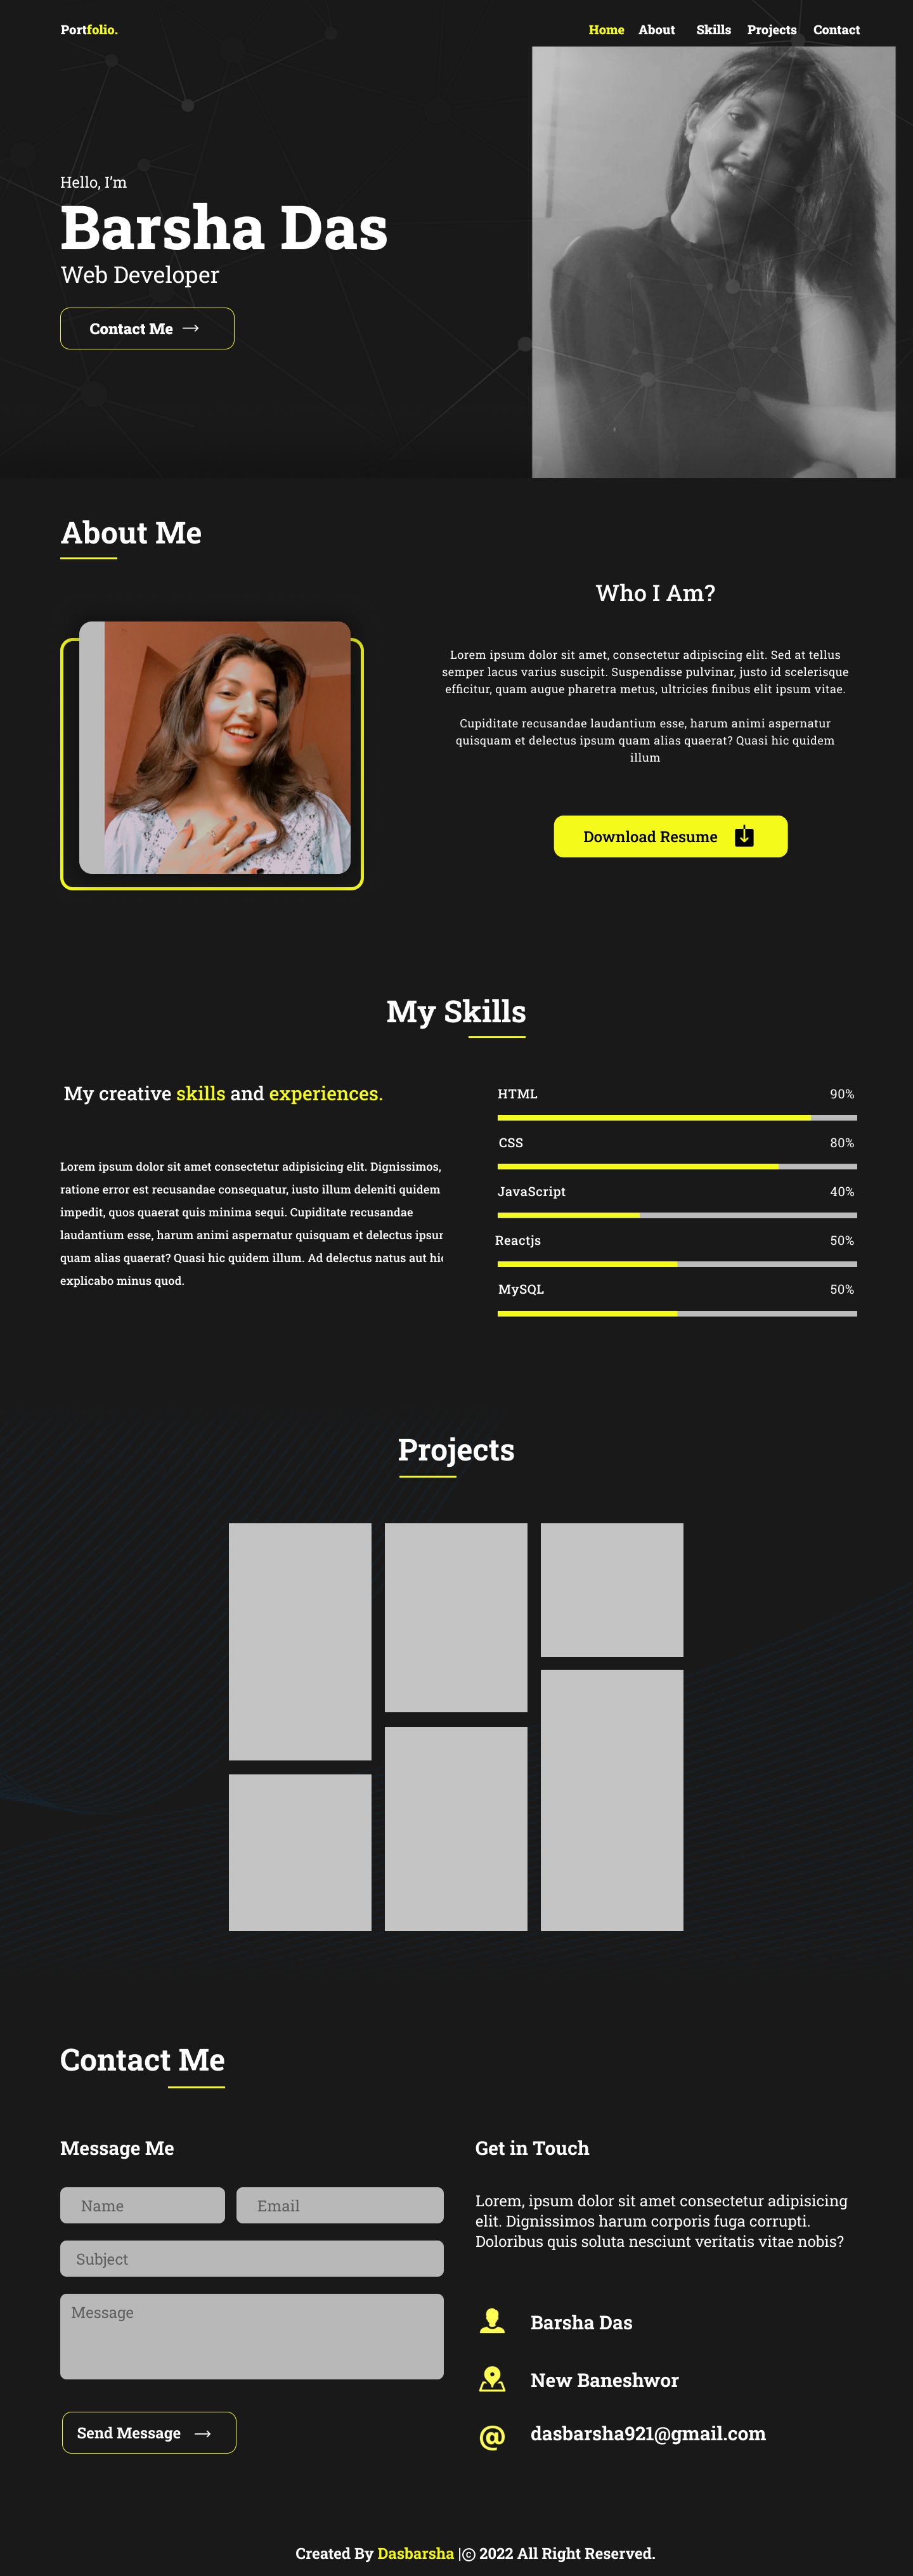 Portfolio.
Home About Skills Projects Contact
Hello, I'm
Barsha Das
Web Developer
Contact Me
About Me
Who I Am?
Lorem ipsum dolor sit amet, consectetur adipiscing elit. Sed at tellus
semper lacus varius suscipit. Suspendisse pulvinar, justo id scelerisque
efficitur, quam augue pharetra metus, ultricies finibus elit ipsum vitae.
Cupiditate recusandae laudantium esse, harum animi aspernatur
quisquam et delectus ipsum quam alias quaerat? Quasi hic quidem
illum
Download Resume
My Skills
My creative skills and experiences.
Lorem ipsum dolor sit amet consectetur adipisicing elit. Dignissimos,
ratione error est recusandae consequatur, iusto illum deleniti quidem
impedit, quos quaerat quis minima sequi. Cupiditate recusandae
laudantium esse, harum animi aspernatur quisquam et delectus ipsum
quam alias quaerat? Quasi hic quidem illum. Ad delectus natus aut hic
explicabo minus quod.
HTML 90%
CSS 80%
JavaScript 40%
Reactjs 50%
MySQL 50%
Projects
Contact Me
Message Me
Name Email
Subject
Message
Send Message
Get in Touch
Lorem, ipsum dolor sit amet consectetur adipisicing
elit. Dignissimos harum corporis fuga corrupti.
Doloribus quis soluta nesciunt veritatis vitae nobis?
Barsha Das
New Baneshwor
@ dasbarsha921@gmail.com
Created By Dasbarsha |© 2022 All Right Reserved.